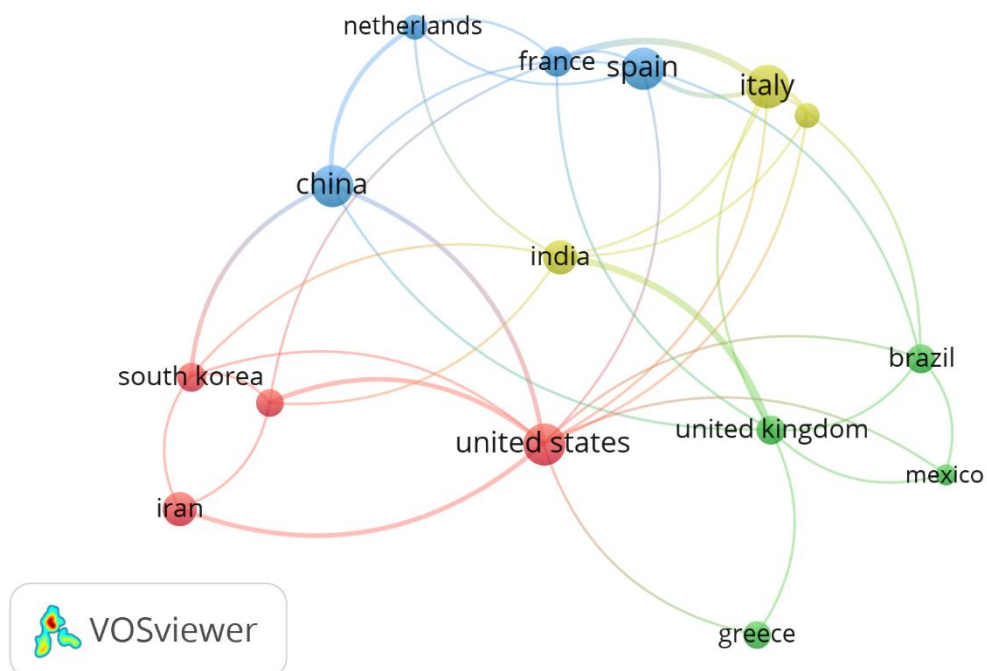 netherlands
france
spain
italy
china
india
south korea
brazil
united states
united kingdom
mexico
iran
greece
VOSviewer